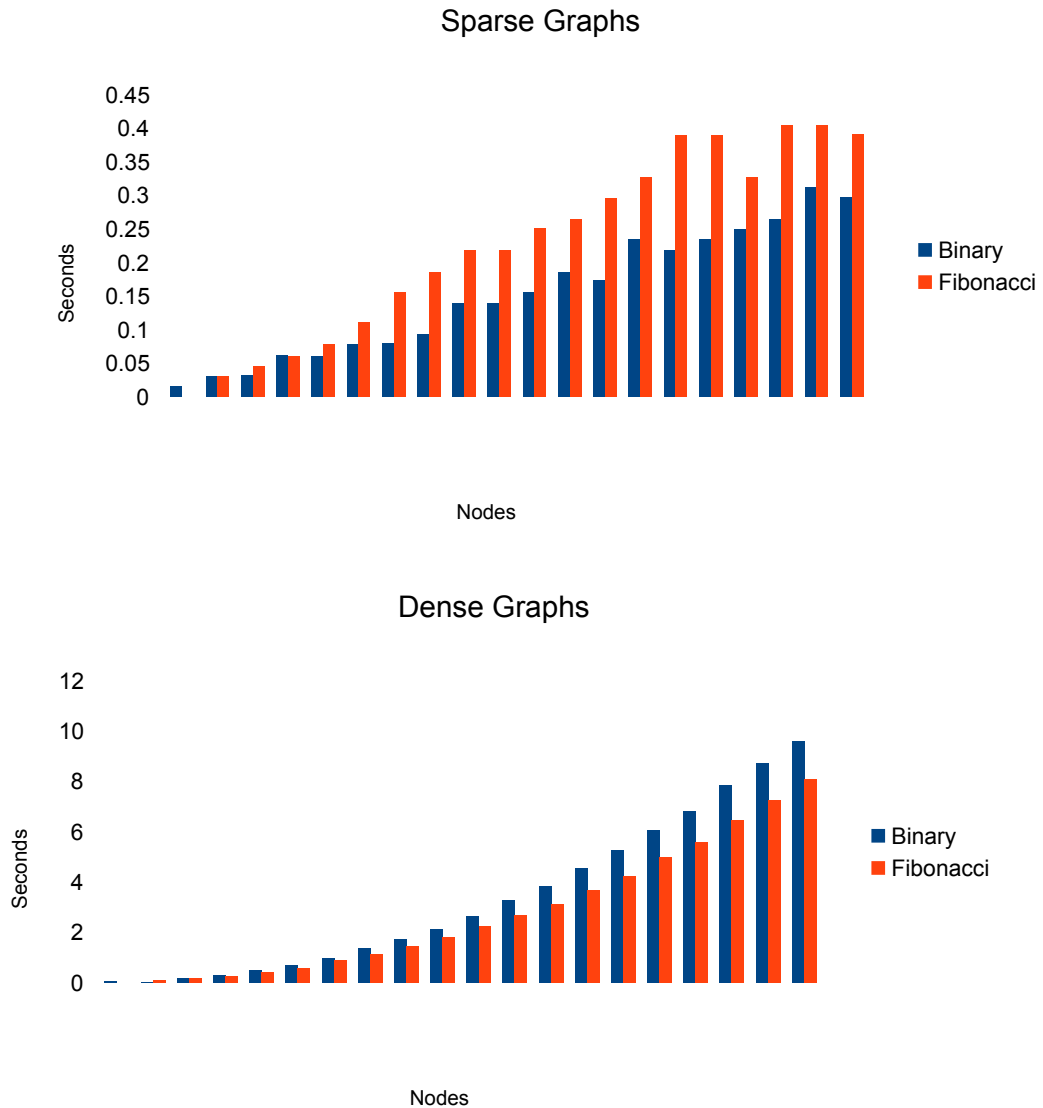 Sparse Graphs
0.45
0.4
0.35
0.3
0.25
0.2
0.15
0.1
0.05
0
Seconds
Binary
Fibonacci
Nodes
Dense Graphs
12
10
8
6
4
2
0
Seconds
Binary
Fibonacci
Nodes